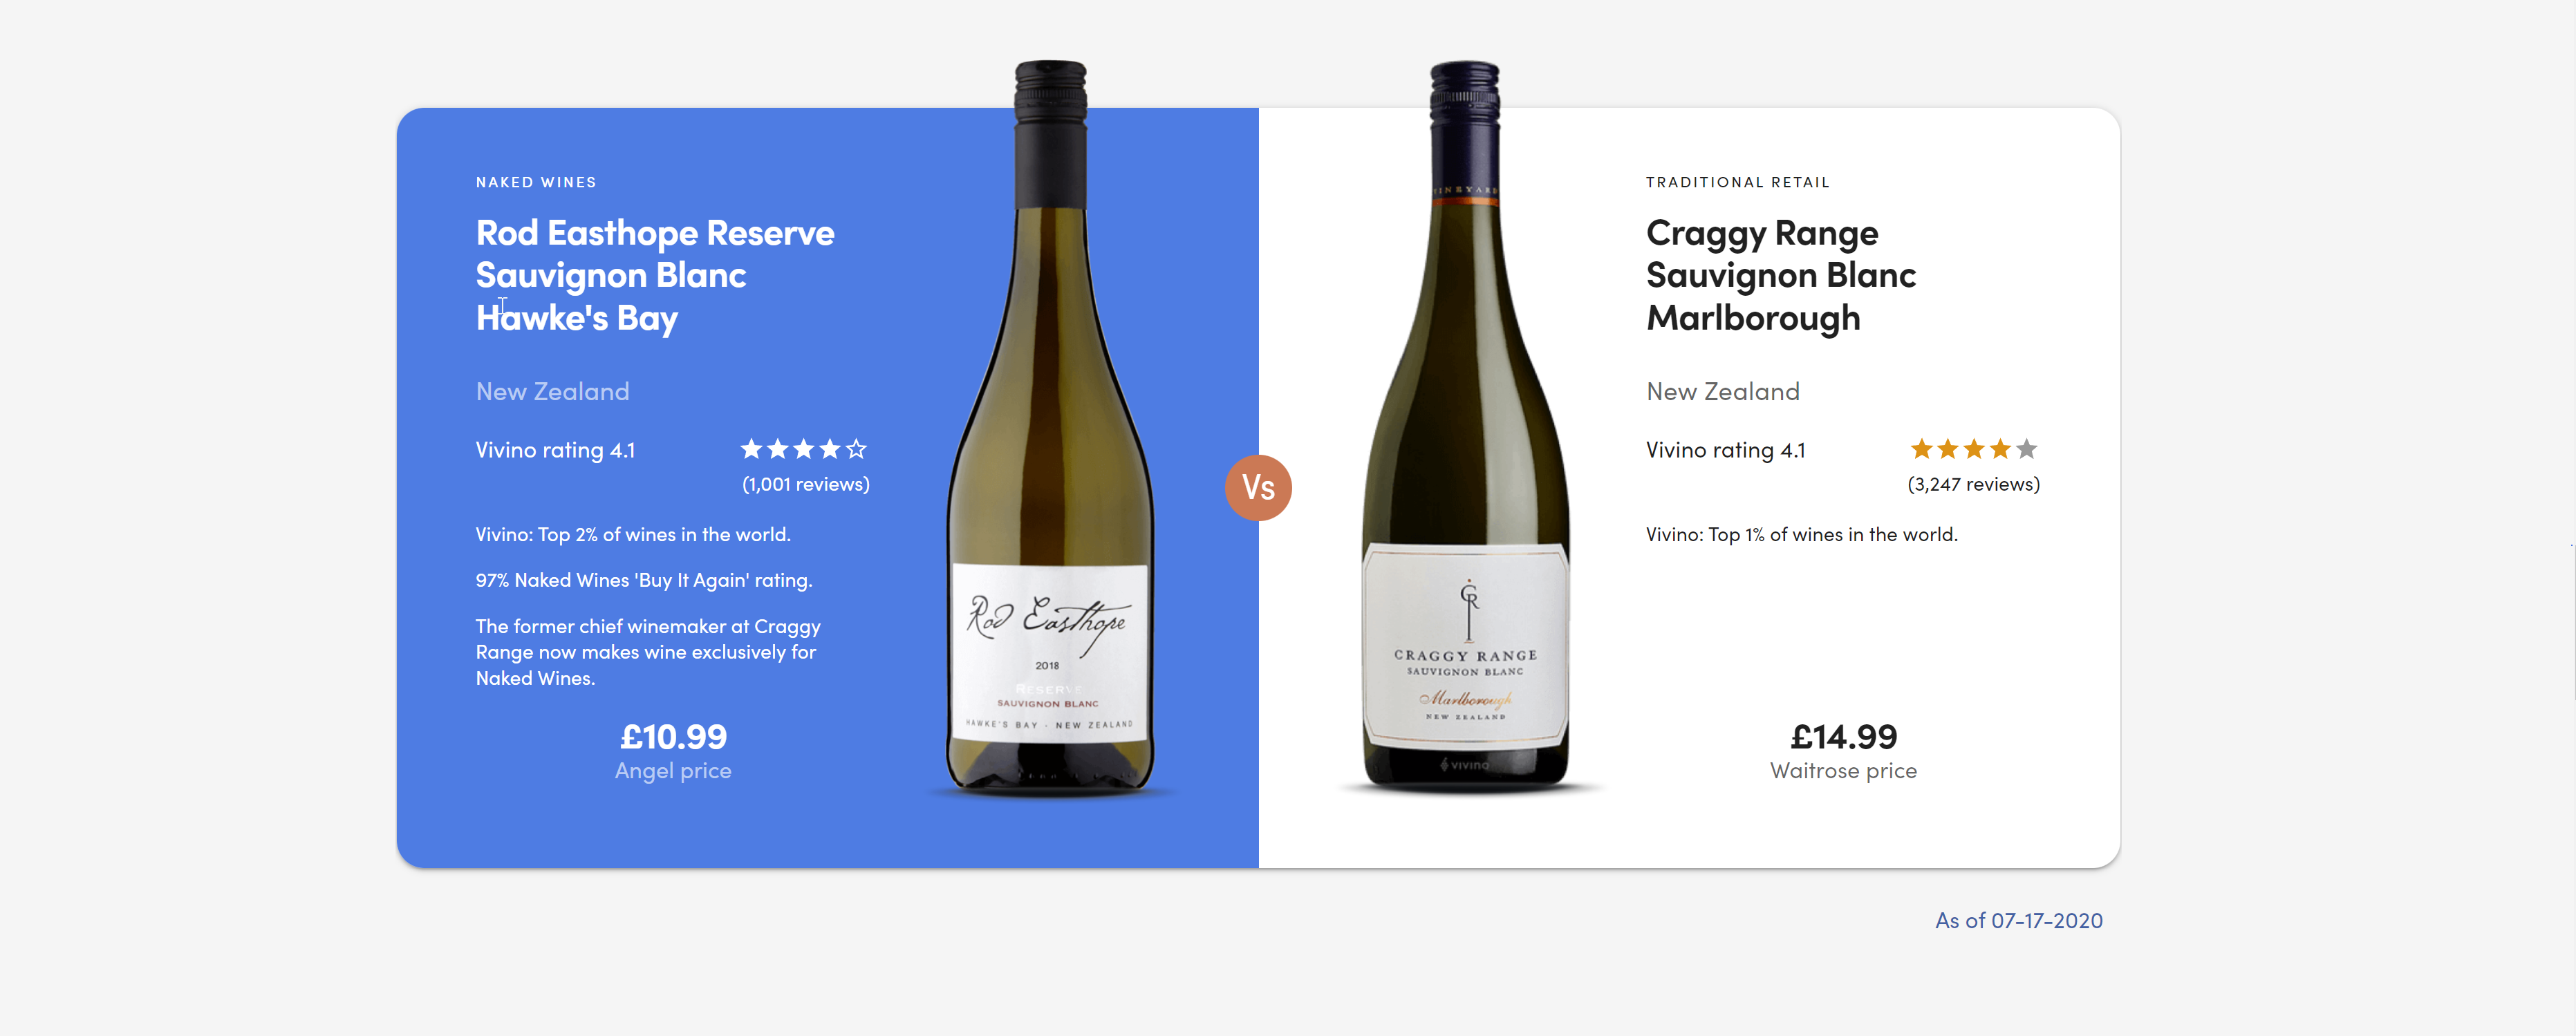 NAKED WINES
Rod Easthope Reserve
Sauvignon Blanc
Hawke's Bay
New Zealand
Vivino rating 4.1
(1,001 reviews)
Vivino: Top 2% of wines in the world.
97% Naked Wines 'Buy It Again' rating.
The former chief winemaker at Craggy
Range now makes wine exclusively for
Naked Wines.
£10.99
Angel price
Rod Easthope
2018
RESERVE
SAUVIGNON BLANC
HAWKE'S BAY - NEW ZEALAND
Vs
VINEYARD
CR
CRAGGY RANGE
SAUVIGNON BLANC
Marlborough
NEW ZEALAND
vivino
TRADITIONAL RETAIL
Craggy Range
Sauvignon Blanc
Marlborough
New Zealand
Vivino rating 4.1
(3,247 reviews)
Vivino: Top 1% of wines in the world.
£14.99
Waitrose price
As of 07-17-2020